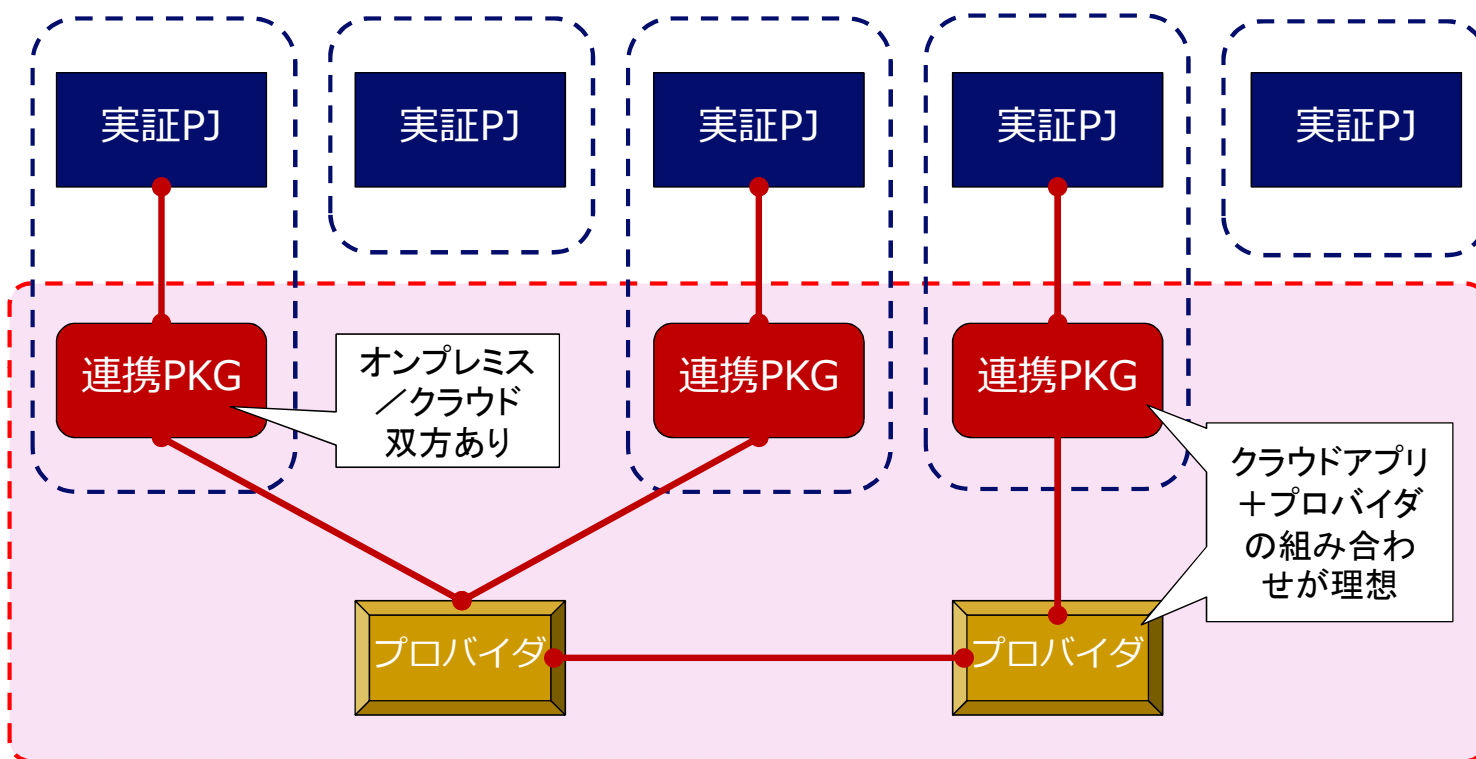 実証PJ
実証PJ
実証PJ
実証PJ
実証PJ
連携PKG
オンプレミス
／クラウド
双方あり
連携PKG
連携PKG
クラウドアプリ
＋プロバイダ
の組み合わ
せが理想
プロバイダ
プロバイダ